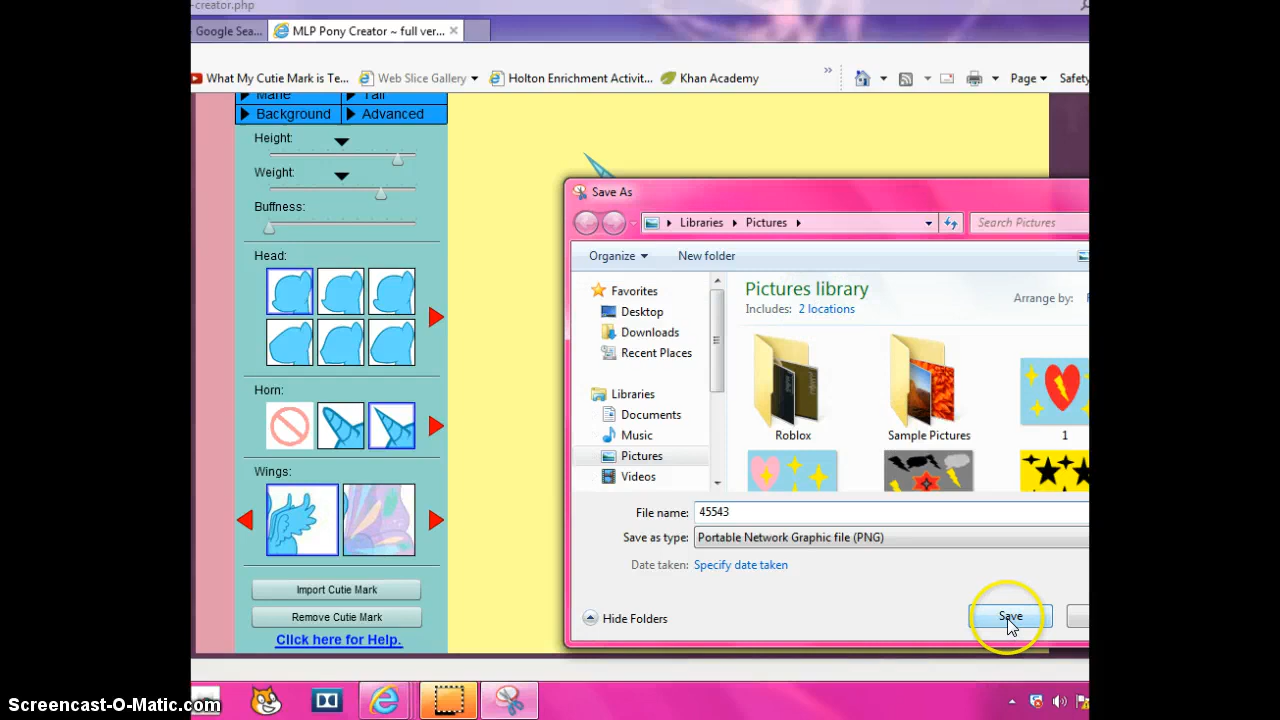 -creator.php
Google Sea...
MLP Pony Creator ~ full ver...
What My Cutie Mark is Te...
Web Slice Gallery
Holton Enrichment Activit...
Khan Academy
»
Page
Safety
Mane
Tail
Background
Advanced
Height:
Weight:
Buffness:
Head:
Horn:
Wings:
Import Cutie Mark
Remove Cutie Mark
Click here for Help.
Save As
Libraries
Pictures
Search Pictures
Organize
New folder
Favorites
Desktop
Downloads
Recent Places
Libraries
Documents
Music
Pictures
Videos
Pictures library
Includes: 2 locations
Arrange by:
Roblox
Sample Pictures
1
File name: 45543
Save as type: Portable Network Graphic file (PNG)
Date taken: Specify date taken
Hide Folders
Save
Screencast-O-Matic.com